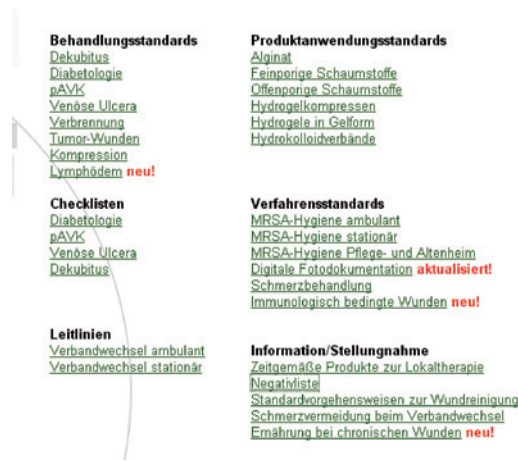 Behandlungsstandards
Dekubitus
Diabetologie
pAVK
Venöse Ulcera
Verbrennung
Tumor-Wunden
Kompression
Lymphödem neu!
Produktanwendungsstandards
Alginat
Feinporige Schaumstoffe
Offenporige Schaumstoffe
Hydrogelkompressen
Hydrogele in Gelform
Hydrokolloidverbände
Checklisten
Diabetologie
pAVK
Venöse Ulcera
Dekubitus
Verfahrensstandards
MRSA-Hygiene ambulant
MRSA-Hygiene stationär
MRSA-Hygiene Pflege- und Altenheim
Digitale Fotodokumentation aktualisiert!
Schmerzbehandlung
Immunologisch bedingte Wunden neu!
Leitlinien
Verbandwechsel ambulant
Verbandwechsel stationär
Information/Stellungnahme
Zeitgemäße Produkte zur Lokaltherapie
Negativliste
Standardvorgehensweisen zur Wundreinigung
Schmerzvermeidung beim Verbandwechsel
Ernährung bei chronischen Wunden neu!